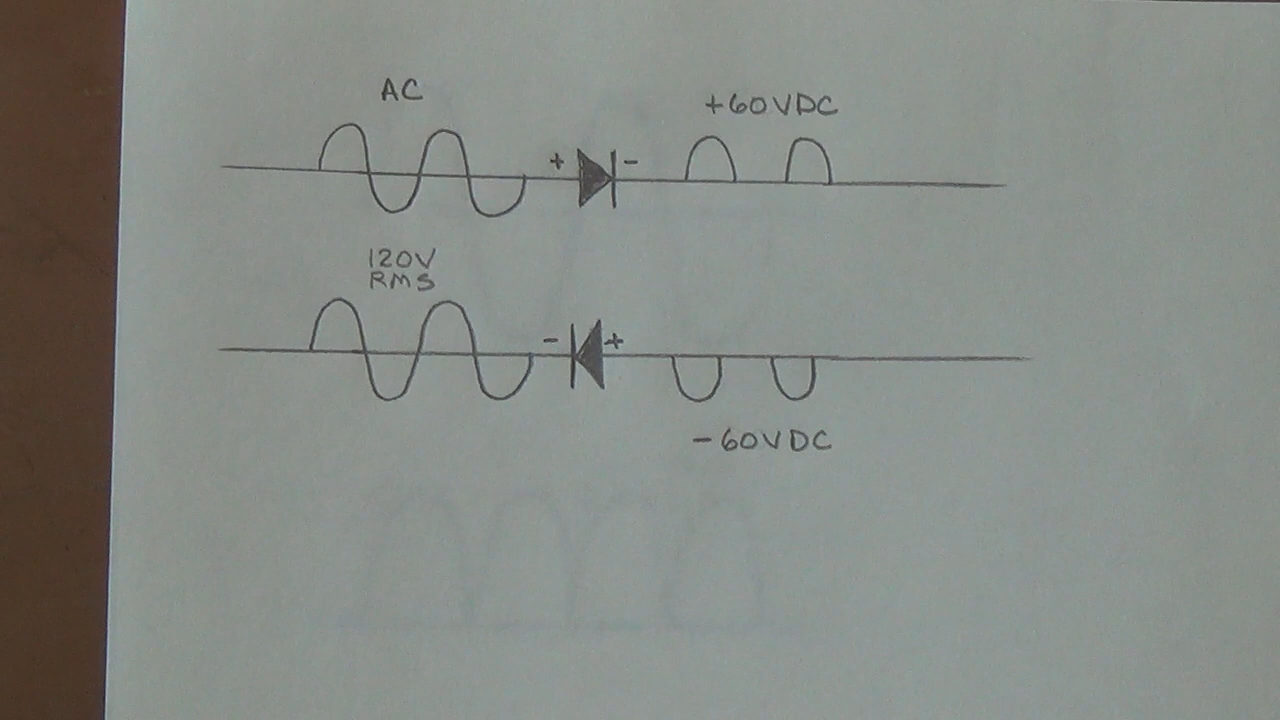 AC
+60VDC
+ -
120V
RMS
- +
-60VDC